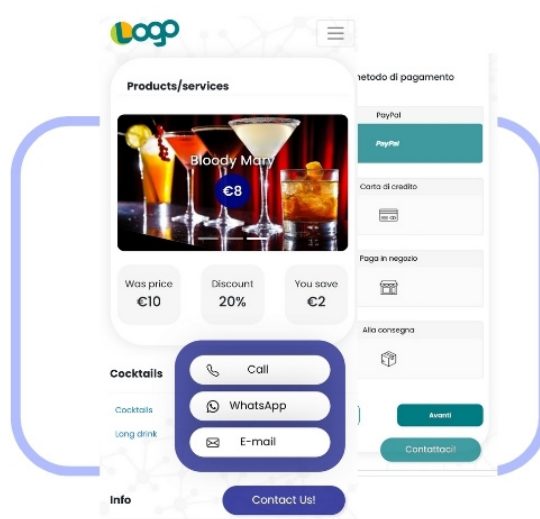 Logo
Products/services
Bloody Mary
€8
Was price
€10
Discount
20%
You save
€2
Cocktails
Cocktails
Long drink
Call
WhatsApp
E-mail
Info
Contact Us!
metodo di pagamento
PayPal
PayPal
Carta di credito
Paga in negozio
Alla consegna
Avanti
Contattaci!